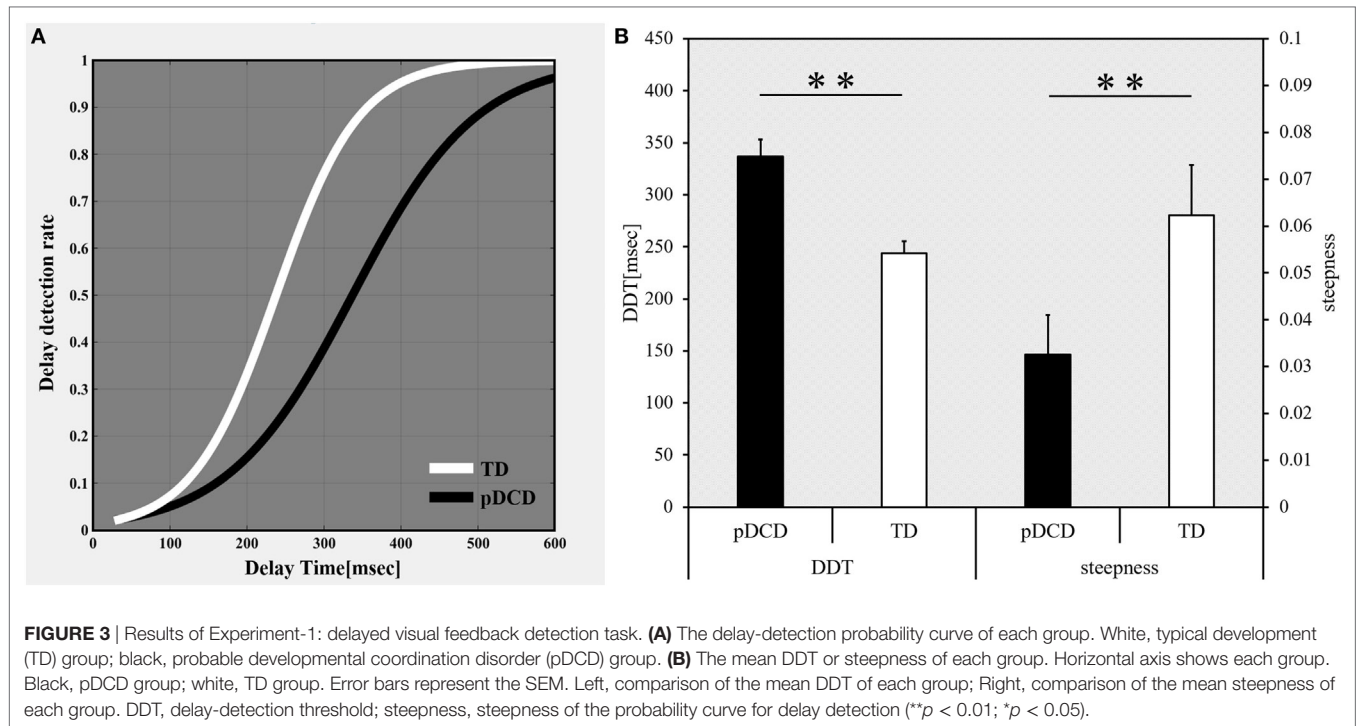 A
1
0.9
0.8
0.7
0.6
0.5
0.4
0.3
0.2
0.1
0
Delay detection rate
0 100 200 300 400 500 600
Delay Time[msec]
TD
pDCD
B
450
400
350
300
250
200
150
100
50
0
DDT[msec]
**
**
0.1
0.09
0.08
0.07
0.06
0.05
0.04
0.03
0.02
0.01
0
steepness
pDCD TD pDCD TD
DDT steepness
FIGURE 3 | Results of Experiment-1: delayed visual feedback detection task. (A) The delay-detection probability curve of each group. White, typical development
(TD) group; black, probable developmental coordination disorder (pDCD) group. (B) The mean DDT or steepness of each group. Horizontal axis shows each group.
Black, pDCD group; white, TD group. Error bars represent the SEM. Left, comparison of the mean DDT of each group; Right, comparison of the mean steepness of
each group. DDT, delay-detection threshold; steepness, steepness of the probability curve for delay detection (**p < 0.01; *p < 0.05).